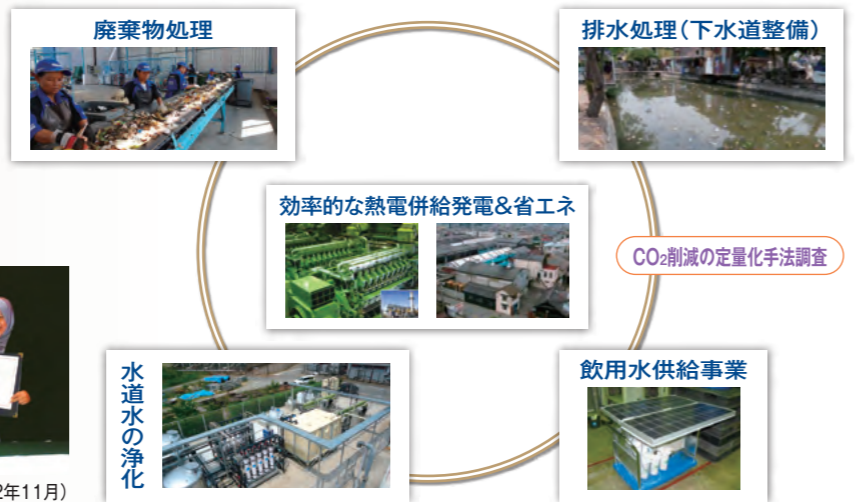 廃棄物処理
排水処理(下水道整備)
効率的な熱電併給発電&省エネ
CO₂削減の定量化手法調査
水道水の浄化
飲用水供給事業
2年11月)